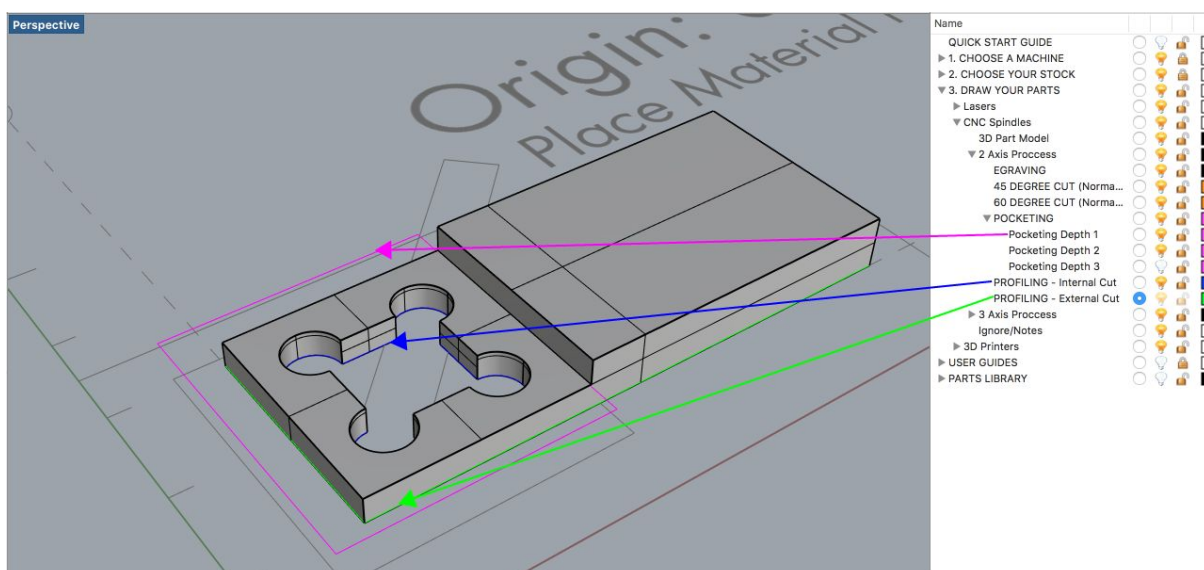 Perspective
Origin:
Place Material
Name
QUICK START GUIDE
1. CHOOSE A MACHINE
2. CHOOSE YOUR STOCK
3. DRAW YOUR PARTS
Lasers
CNC Spindles
3D Part Model
2 Axis Proccess
EGRAVING
45 DEGREE CUT (Norma...
60 DEGREE CUT (Norma...
POCKETING
Pocketing Depth 1
Pocketing Depth 2
Pocketing Depth 3
PROFILING - Internal Cut
PROFILING - External Cut
3 Axis Proccess
Ignore/Notes
3D Printers
USER GUIDES
PARTS LIBRARY